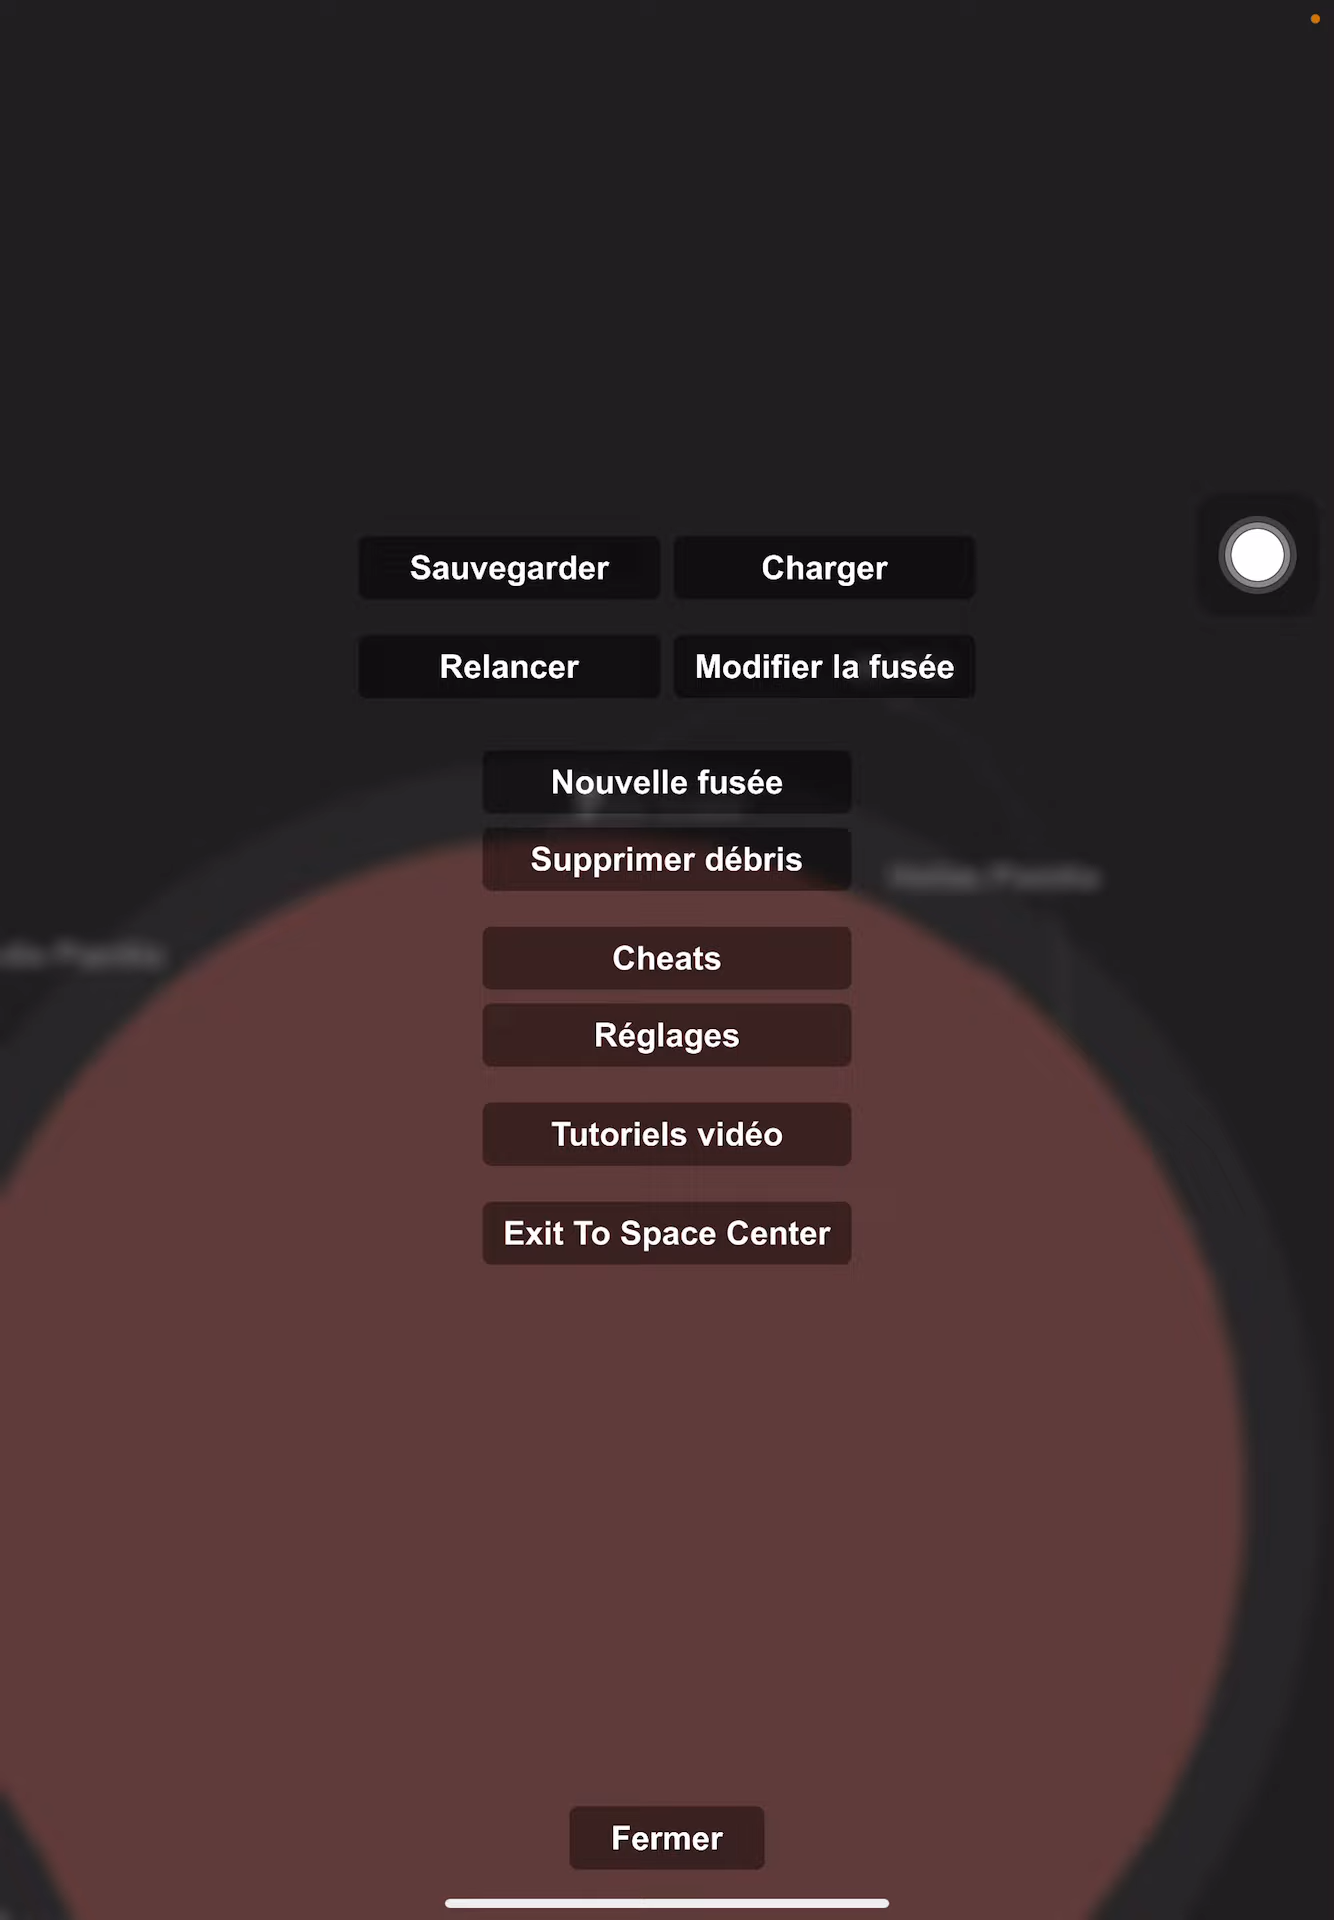 Sauvegarder
Charger
Relancer
Modifier la fusée
Nouvelle fusée
Supprimer débris
Cheats
Réglages
Tutoriels vidéo
Exit To Space Center
Fermer